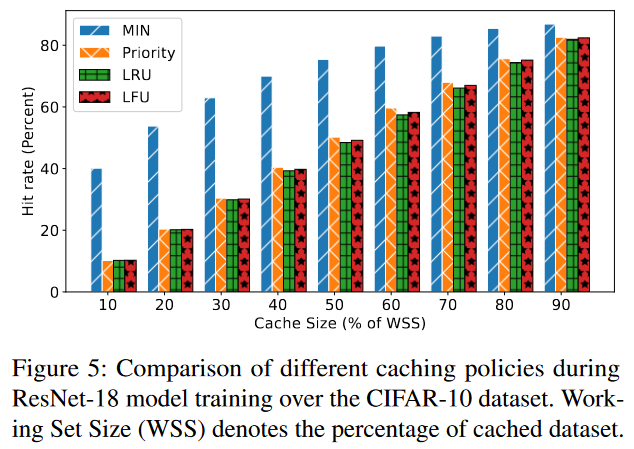 MIN
Priority
LRU
LFU
Hit rate (Percent)
80
60
40
20
0
10 20 30 40 50 60 70 80 90
Cache Size (% of WSS)
Figure 5: Comparison of different caching policies during
ResNet-18 model training over the CIFAR-10 dataset. Work-
ing Set Size (WSS) denotes the percentage of cached dataset.